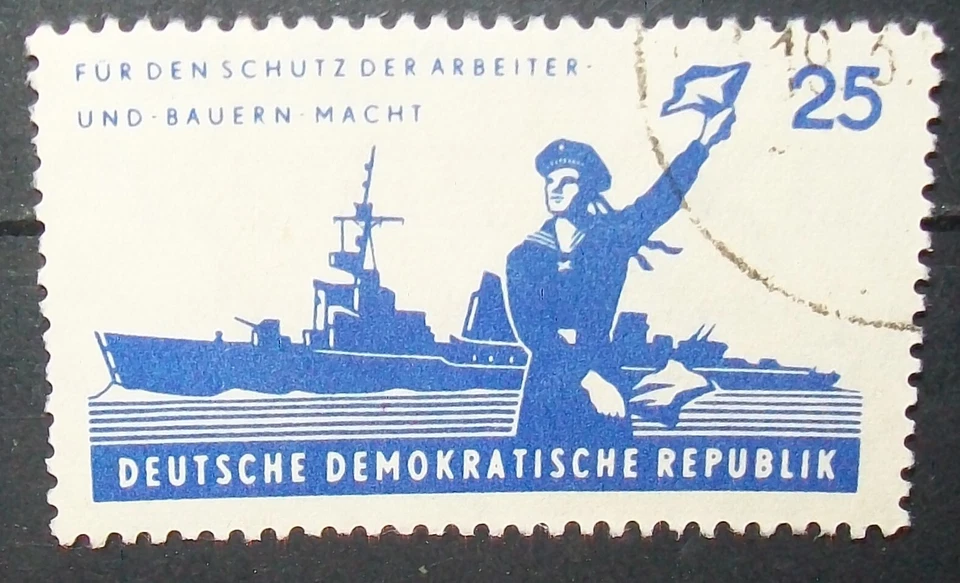 FÜR DEN SCHUTZ DER ARBEITER-
UND-BAUERN-MACHT
25
DEUTSCHE DEMOKRATISCHE REPUBLIK